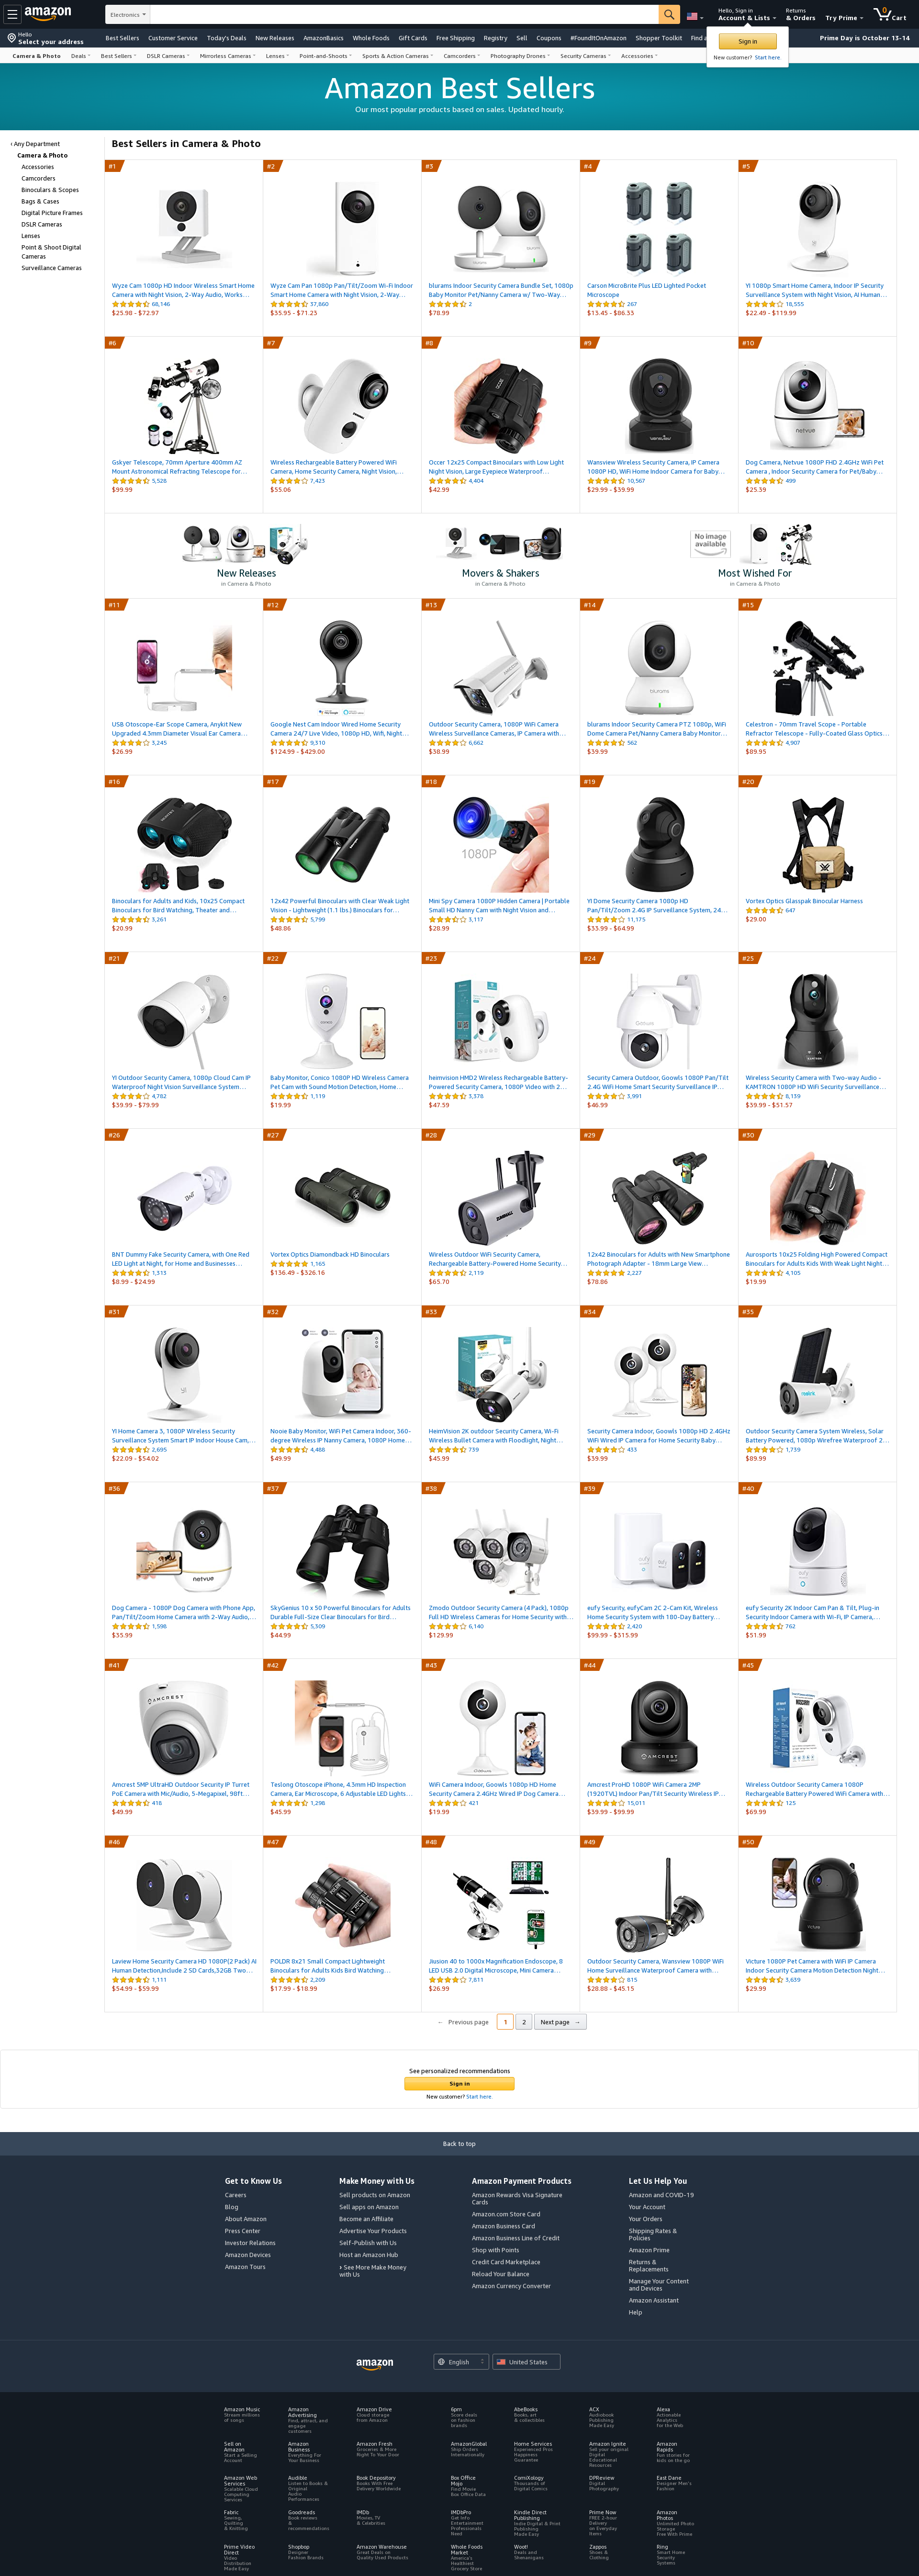 amazon
Electronics
Hello, Sign in
Account & Lists
Returns
& Orders
Try Prime
0
Cart
Hello
Select your address
Best Sellers
Customer Service
Today's Deals
New Releases
AmazonBasics
Whole Foods
Gift Cards
Free Shipping
Registry
Sell
Coupons
#FoundItOnAmazon
Shopper Toolkit
Find a
Prime Day is October 13-14
Sign in
New customer? Start here.
Camera & Photo
Deals
Best Sellers
DSLR Cameras
Mirrorless Cameras
Lenses
Point-and-Shoots
Sports & Action Cameras
Camcorders
Photography Drones
Security Cameras
Accessories
Amazon Best Sellers
Our most popular products based on sales. Updated hourly.
‹ Any Department
Camera & Photo
Accessories
Camcorders
Binoculars & Scopes
Bags & Cases
Digital Picture Frames
DSLR Cameras
Lenses
Point & Shoot Digital
Cameras
Surveillance Cameras
Best Sellers in Camera & Photo
#1
Wyze Cam 1080p HD Indoor Wireless Smart Home
Camera with Night Vision, 2-Way Audio, Works…
68,146
$25.98 - $72.97
#2
Wyze Cam Pan 1080p Pan/Tilt/Zoom Wi-Fi Indoor
Smart Home Camera with Night Vision, 2-Way…
37,860
$35.95 - $71.23
#3
blurams Indoor Security Camera Bundle Set, 1080p
Baby Monitor Pet/Nanny Camera w/ Two-Way…
2
$78.99
#4
Carson MicroBrite Plus LED Lighted Pocket
Microscope
267
$13.45 - $86.33
#5
YI 1080p Smart Home Camera, Indoor IP Security
Surveillance System with Night Vision, AI Human…
18,555
$22.49 - $119.99
#6
Gskyer Telescope, 70mm Aperture 400mm AZ
Mount Astronomical Refracting Telescope for…
5,528
$99.99
#7
Wireless Rechargeable Battery Powered WiFi
Camera, Home Security Camera, Night Vision,…
7,423
$55.06
#8
Occer 12x25 Compact Binoculars with Low Light
Night Vision, Large Eyepiece Waterproof…
4,404
$42.99
#9
Wansview Wireless Security Camera, IP Camera
1080P HD, WiFi Home Indoor Camera for Baby…
10,567
$29.99 - $39.99
#10
netvue
Dog Camera, Netvue 1080P FHD 2.4GHz WiFi Pet
Camera , Indoor Security Camera for Pet/Baby…
499
$25.39
New Releases
in Camera & Photo
Movers & Shakers
in Camera & Photo
No image
available
Most Wished For
in Camera & Photo
#11
USB Otoscope-Ear Scope Camera, Anykit New
Upgraded 4.3mm Diameter Visual Ear Camera…
3,245
$26.99
#12
Google Nest Cam Indoor Wired Home Security
Camera 24/7 Live Video, 1080p HD, Wifi, Night…
9,310
$124.99 - $429.00
#13
Outdoor Security Camera, 1080P WiFi Camera
Wireless Surveillance Cameras, IP Camera with…
6,662
$38.99
#14
blurams
blurams Indoor Security Camera PTZ 1080p, WiFi
Dome Camera Pet/Nanny Camera Baby Monitor…
562
$39.99
#15
Celestron - 70mm Travel Scope - Portable
Refractor Telescope - Fully-Coated Glass Optics…
4,907
$89.95
#16
Binoculars for Adults and Kids, 10x25 Compact
Binoculars for Bird Watching, Theater and…
3,261
$20.99
#17
12x42 Powerful Binoculars with Clear Weak Light
Vision - Lightweight (1.1 lbs.) Binoculars for…
5,799
$48.86
#18
1080P
Mini Spy Camera 1080P Hidden Camera | Portable
Small HD Nanny Cam with Night Vision and…
3,117
$28.99
#19
YI Dome Security Camera 1080p HD
Pan/Tilt/Zoom 2.4G IP Surveillance System, 24…
11,175
$33.99 - $64.99
#20
Vortex Optics Glasspak Binocular Harness
647
$29.00
#21
YI Outdoor Security Camera, 1080p Cloud Cam IP
Waterproof Night Vision Surveillance System…
4,782
$39.99 - $79.99
#22
Baby Monitor, Conico 1080P HD Wireless Camera
Pet Cam with Sound Motion Detection, Home…
1,119
$19.99
#23
heimvision HMD2 Wireless Rechargeable Battery-
Powered Security Camera, 1080P Video with 2…
3,378
$47.59
#24
Security Camera Outdoor, Goowls 1080P Pan/Tilt
2.4G WiFi Home Smart Security Surveillance IP…
3,991
$46.99
#25
Wireless Security Camera with Two-way Audio -
KAMTRON 1080P HD WiFi Security Surveillance…
8,139
$39.99 - $51.57
#26
BNT Dummy Fake Security Camera, with One Red
LED Light at Night, for Home and Businesses…
1,313
$8.99 - $24.99
#27
Vortex Optics Diamondback HD Binoculars
1,165
$136.49 - $326.16
#28
Wireless Outdoor WiFi Security Camera,
Rechargeable Battery-Powered Home Security…
2,119
$65.70
#29
12x42 Binoculars for Adults with New Smartphone
Photograph Adapter - 18mm Large View…
2,227
$78.86
#30
Aurosports 10x25 Folding High Powered Compact
Binoculars for Adults Kids With Weak Light Night…
4,105
$19.99
#31
YI Home Camera 3, 1080P Wireless Security
Surveillance System Smart IP Indoor House Cam,…
2,695
$22.09 - $54.02
#32
Nooie Baby Monitor, WiFi Pet Camera Indoor, 360-
degree Wireless IP Nanny Camera, 1080P Home…
4,488
$49.99
#33
HeimVision 2K outdoor Security Camera, Wi-Fi
Wireless Bullet Camera with Floodlight, Night…
739
$45.99
#34
Security Camera Indoor, Goowls 1080p HD 2.4GHz
WiFi Wired IP Camera for Home Security Baby…
433
$39.99
#35
reolink
Outdoor Security Camera System Wireless, Solar
Battery Powered, 1080p Wirefree Waterproof 2…
1,739
$89.99
#36
netvue
Dog Camera - 1080P Dog Camera with Phone App,
Pan/Tilt/Zoom Home Camera with 2-Way Audio,…
1,598
$35.99
#37
SkyGenius 10 x 50 Powerful Binoculars for Adults
Durable Full-Size Clear Binoculars for Bird…
5,309
$44.99
#38
Zmodo Outdoor Security Camera (4 Pack), 1080p
Full HD Wireless Cameras for Home Security with…
6,140
$129.99
#39
eufy
eufy Security, eufyCam 2C 2-Cam Kit, Wireless
Home Security System with 180-Day Battery…
2,420
$99.99 - $315.99
#40
eufy Security 2K Indoor Cam Pan & Tilt, Plug-in
Security Indoor Camera with Wi-Fi, IP Camera,…
762
$51.99
#41
AMCREST
Amcrest 5MP UltraHD Outdoor Security IP Turret
PoE Camera with Mic/Audio, 5-Megapixel, 98ft…
418
$49.99
#42
Teslong Otoscope iPhone, 4.3mm HD Inspection
Camera, Ear Microscope, 6 Adjustable LED Lights…
1,298
$45.99
#43
WiFi Camera Indoor, Goowls 1080p HD Home
Security Camera 2.4GHz Wired IP Dog Camera…
421
$19.99
#44
AMCREST
Amcrest ProHD 1080P WiFi Camera 2MP
(1920TVL) Indoor Pan/Tilt Security Wireless IP…
15,011
$39.99 - $99.99
#45
Wireless Outdoor Security Camera 1080P
Rechargeable Battery Powered WiFi Camera with…
125
$69.99
#46
Laview Home Security Camera HD 1080P(2 Pack) AI
Human Detection,Include 2 SD Cards,32GB Two…
1,111
$54.99 - $59.99
#47
POLDR 8x21 Small Compact Lightweight
Binoculars for Adults Kids Bird Watching…
2,209
$17.99 - $18.99
#48
Jiusion 40 to 1000x Magnification Endoscope, 8
LED USB 2.0 Digital Microscope, Mini Camera…
7,611
$26.99
#49
Outdoor Security Camera, Wansview 1080P WiFi
Home Surveillance Waterproof Camera with…
815
$28.88 - $45.15
#50
Victure 1080P Pet Camera with WiFi IP Camera
Indoor Security Camera Motion Detection Night…
3,639
$29.99
← Previous page
1
2
Next page →
See personalized recommendations
Sign in
New customer? Start here.
Back to top
Get to Know Us
Careers
Blog
About Amazon
Press Center
Investor Relations
Amazon Devices
Amazon Tours
Make Money with Us
Sell products on Amazon
Sell apps on Amazon
Become an Affiliate
Advertise Your Products
Self-Publish with Us
Host an Amazon Hub
› See More Make Money
with Us
Amazon Payment Products
Amazon Rewards Visa Signature
Cards
Amazon.com Store Card
Amazon Business Card
Amazon Business Line of Credit
Shop with Points
Credit Card Marketplace
Reload Your Balance
Amazon Currency Converter
Let Us Help You
Amazon and COVID-19
Your Account
Your Orders
Shipping Rates &
Policies
Amazon Prime
Returns &
Replacements
Manage Your Content
and Devices
Amazon Assistant
Help
amazon
English
United States
Amazon Music
Stream millions
of songs
Amazon
Advertising
Find, attract, and
engage
customers
Amazon Drive
Cloud storage
from Amazon
6pm
Score deals
on fashion
brands
AbeBooks
Books, art
& collectibles
ACX
Audiobook
Publishing
Made Easy
Alexa
Actionable
Analytics
for the Web
Sell on
Amazon
Start a Selling
Account
Amazon
Business
Everything For
Your Business
Amazon Fresh
Groceries & More
Right To Your Door
AmazonGlobal
Ship Orders
Internationally
Home Services
Experienced Pros
Happiness
Guarantee
Amazon Ignite
Sell your original
Digital
Educational
Resources
Amazon
Rapids
Fun stories for
kids on the go
Amazon Web
Services
Scalable Cloud
Computing
Services
Audible
Listen to Books &
Original
Audio
Performances
Book Depository
Books With Free
Delivery Worldwide
Box Office
Mojo
Find Movie
Box Office Data
ComiXology
Thousands of
Digital Comics
DPReview
Digital
Photography
East Dane
Designer Men's
Fashion
Fabric
Sewing,
Quilting
& Knitting
Goodreads
Book reviews
&
recommendations
IMDb
Movies, TV
& Celebrities
IMDbPro
Get Info
Entertainment
Professionals
Need
Kindle Direct
Publishing
Indie Digital & Print
Publishing
Made Easy
Prime Now
FREE 2-hour
Delivery
on Everyday
Items
Amazon
Photos
Unlimited Photo
Storage
Free With Prime
Prime Video
Direct
Video
Distribution
Made Easy
Shopbop
Designer
Fashion Brands
Amazon Warehouse
Great Deals on
Quality Used Products
Whole Foods
Market
America's
Healthiest
Grocery Store
Woot!
Deals and
Shenanigans
Zappos
Shoes &
Clothing
Ring
Smart Home
Security
Systems